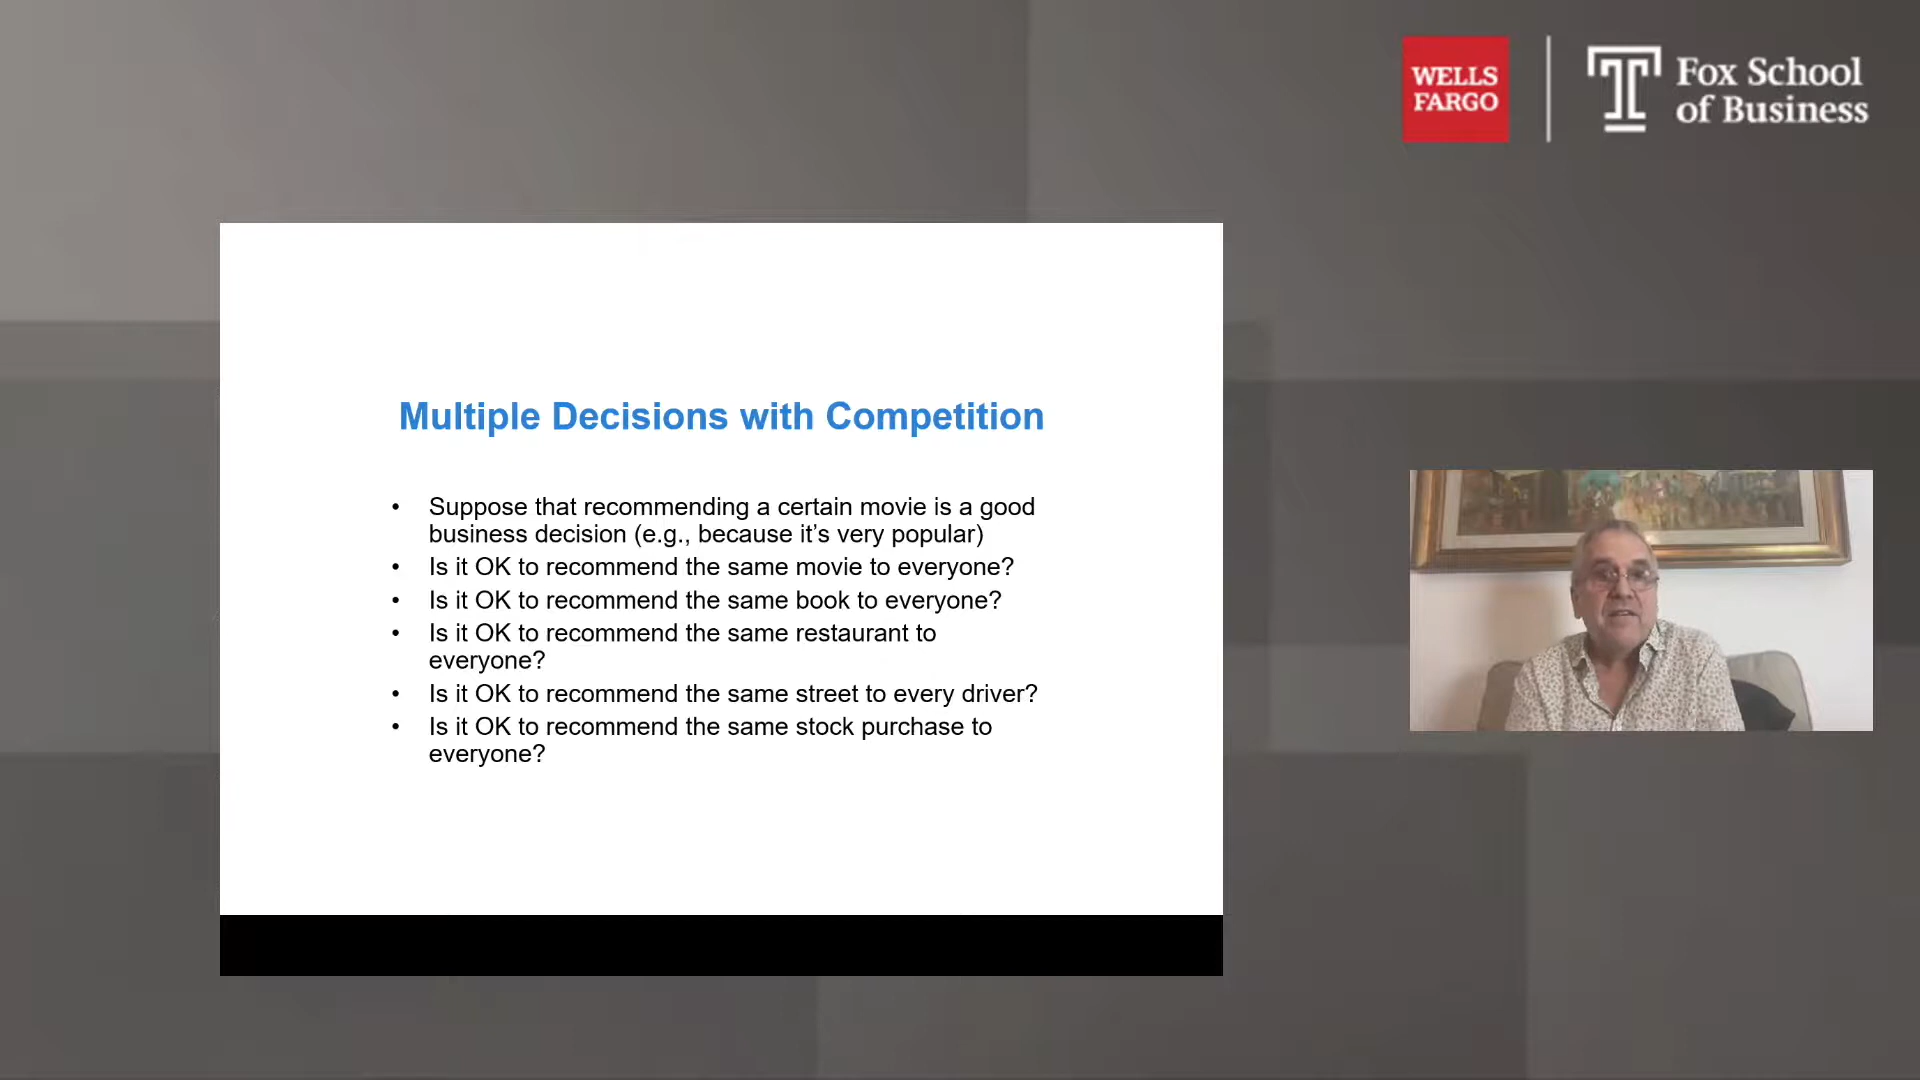 WELLS
FARGO
Fox School
of Business
Multiple Decisions with Competition
• Suppose that recommending a certain movie is a good
business decision (e.g., because it’s very popular)
• Is it OK to recommend the same movie to everyone?
• Is it OK to recommend the same book to everyone?
• Is it OK to recommend the same restaurant to
everyone?
• Is it OK to recommend the same street to every driver?
• Is it OK to recommend the same stock purchase to
everyone?